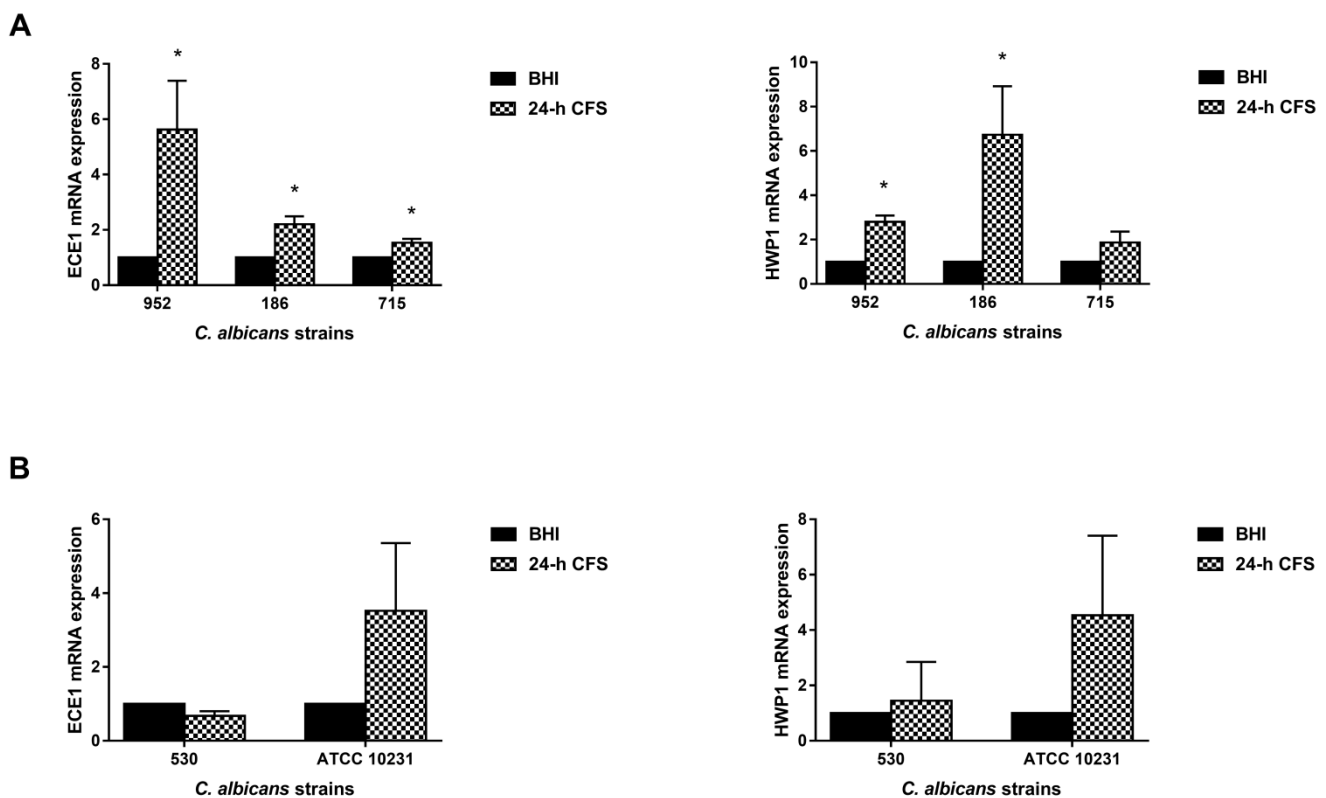 A
ECE1 mRNA expression
8
6
4
2
0
*
*
*
952 186 715
C. albicans strains
BHI
24-h CFS
HWP1 mRNA expression
10
8
6
4
2
0
*
*
952 186 715
C. albicans strains
BHI
24-h CFS
B
ECE1 mRNA expression
6
4
2
0
530 ATCC 10231
C. albicans strains
BHI
24-h CFS
HWP1 mRNA expression
8
6
4
2
0
530 ATCC 10231
C. albicans strains
BHI
24-h CFS